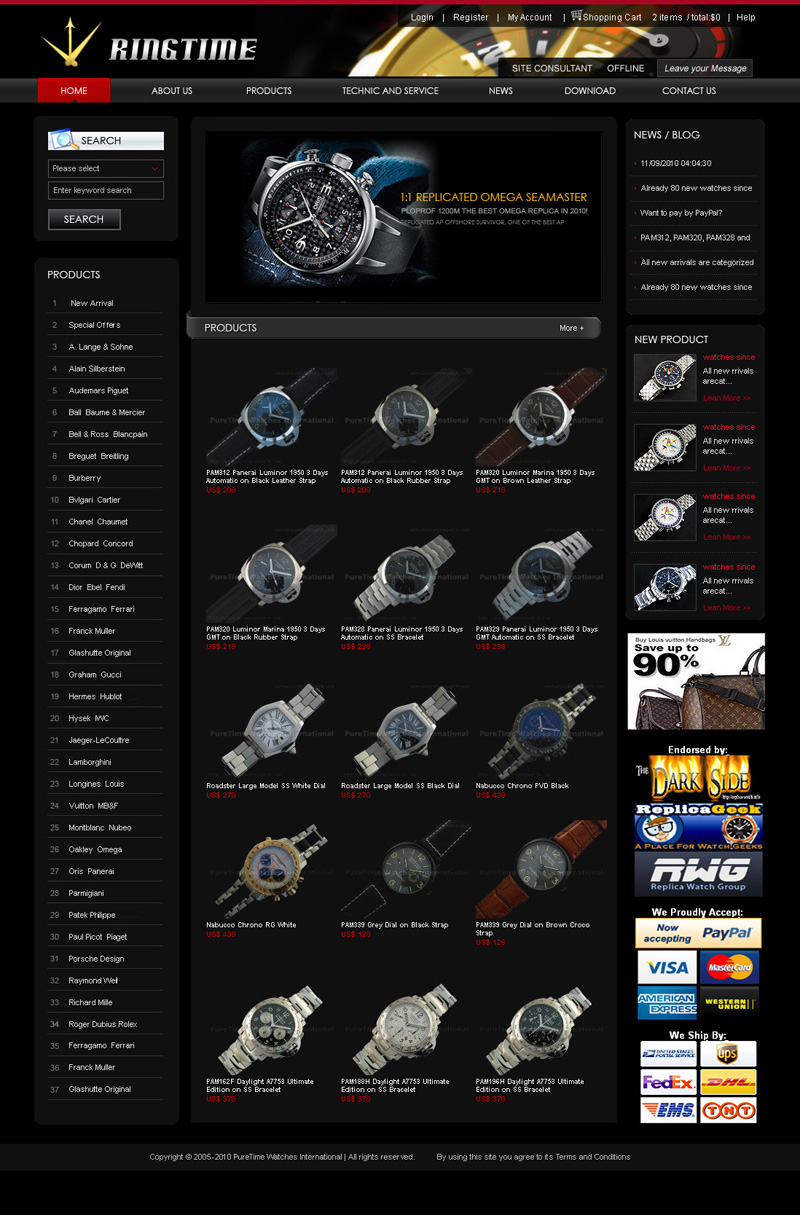 Login | Register | My Account | Shopping Cart 2 items / total:$0 | Help
RINGTIME
SITE CONSULTANT OFFLINE Leave your Message
HOME ABOUT US PRODUCTS TECHNIC AND SERVICE NEWS DOWNIOAD CONTACT US
SEARCH
Please select
Enter keyword search
SEARCH
PRODUCTS
1 New Arrival
2 Special Offers
3 A. Lange & Sohne
4 Alain Silberstein
5 Audemars Piguet
6 Ball Baume & Mercier
7 Bell & Ross Blancpain
8 Breguet Breitling
9 Burberry
10 Bvlgari Cartier
11 Chanel Chaumet
12 Chopard Concord
13 Corum D & G DeWitt
14 Dior Ebel Fendi
15 Ferragamo Ferrari
16 Franck Muller
17 Glashutte Original
18 Graham Gucci
19 Hermes Hublot
20 Hysek IWC
21 Jaeger-LeCoultre
22 Lamborghini
23 Longines Louis
24 Vuitton MB&F
25 Montblanc Nubeo
26 Oakley Omega
27 Oris Panerai
28 Parmigiani
29 Patek Philippe
30 Paul Picot Piaget
31 Porsche Design
32 Raymond Weil
33 Richard Mille
34 Roger Dubius Rolex
35 Ferragamo Ferrari
36 Franck Muller
37 Glashutte Original
1:1 REPLICATED OMEGA SEAMASTER
PLOPROF 1200M THE BEST OMEGA REPLICA IN 2010!
REPLICATED AP OFFSHORE SURVIVOR, ONE OF THE BEST AP
PRODUCTS More +
PureTime Watches International
PAM312 Panerai Luminor 1950 3 Days
Automatic on Black Leather Strap
US$ 209
PAM312 Panerai Luminor 1950 3 Days
Automatic on Black Rubber Strap
US$ 209
PAM320 Luminor Marina 1950 3 Days
GMT on Brown Leather Strap
US$ 219
PureTime Watches International
PAM320 Luminor Marina 1950 3 Days
GMT on Black Rubber Strap
US$ 219
PAM328 Panerai Luminor 1950 3 Days
Automatic on SS Bracelet
US$ 239
PAM329 Panerai Luminor 1950 3 Days
GMT Automatic on SS Bracelet
US$ 239
PureTime Watches International
Roadster Large Model SS White Dial
US$ 279
Roadster Large Model SS Black Dial
US$ 279
Nabucco Chrono PVD Black
US$ 439
Nabucco Chrono RG White
US$ 439
PAM339 Grey Dial on Black Strap
US$ 129
PAM339 Grey Dial on Brown Croco
Strap
US$ 129
PureTime Watches International
PAM162F Daylight A7753 Ultimate
Edition on SS Bracelet
US$ 379
PAM188H Daylight A7753 Ultimate
Edition on SS Bracelet
US$ 379
PAM196H Daylight A7753 Ultimate
Edition on SS Bracelet
US$ 379
NEWS / BLOG
11/09/2010 04:04:30
Already 80 new watches since
Want to pay by PayPal?
PAM312, PAM320, PAM328 and
All new arrivals are categorized
Already 80 new watches since
NEW PRODUCT
watches since
All new rrivals
arecat...
Learn More >>
watches since
All new rrivals
arecat...
Learn More >>
watches since
All new rrivals
arecat...
Learn More >>
watches since
All new rrivals
arecat...
Learn More >>
Buy Louis vuitton Handbags LV
Save up to
90%
Endorsed by:
THE DARK SIDE
ReplicaGeek
A PLACE FOR WATCH GEEKS
RWG
Replica Watch Group
We Proudly Accept:
Now accepting PayPal
VISA MasterCard
AMERICAN EXPRESS WESTERN UNION
We Ship By:
UNITED STATES POSTAL SERVICE ups
FedEx DHL
EMS TNT
Copyright © 2005-2010 PureTime Watches International | All rights reserved. By using this site you agree to its Terms and Conditions